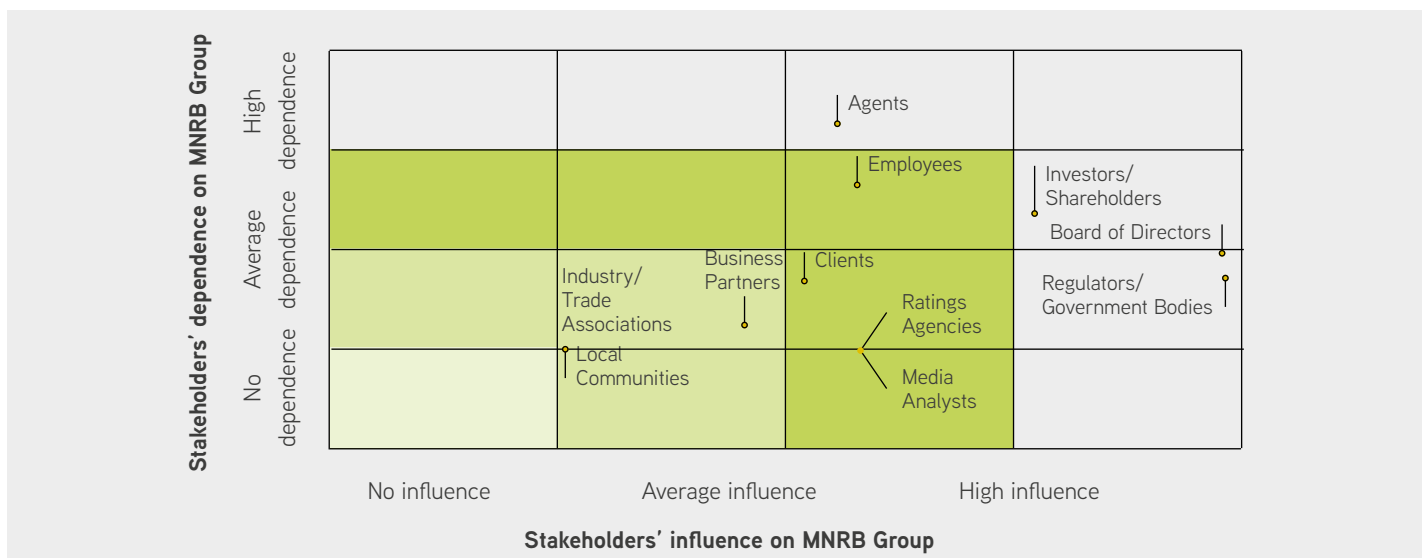 Stakeholders’ dependence on MNRB Group
High
dependence
Average
dependence
No
dependence
Agents
Employees
Investors/
Shareholders
Board of Directors
Regulators/
Government Bodies
Clients
Business
Partners
Industry/
Trade
Associations
Local
Communities
Ratings
Agencies
Media
Analysts
No influence
Average influence
High influence
Stakeholders’ influence on MNRB Group